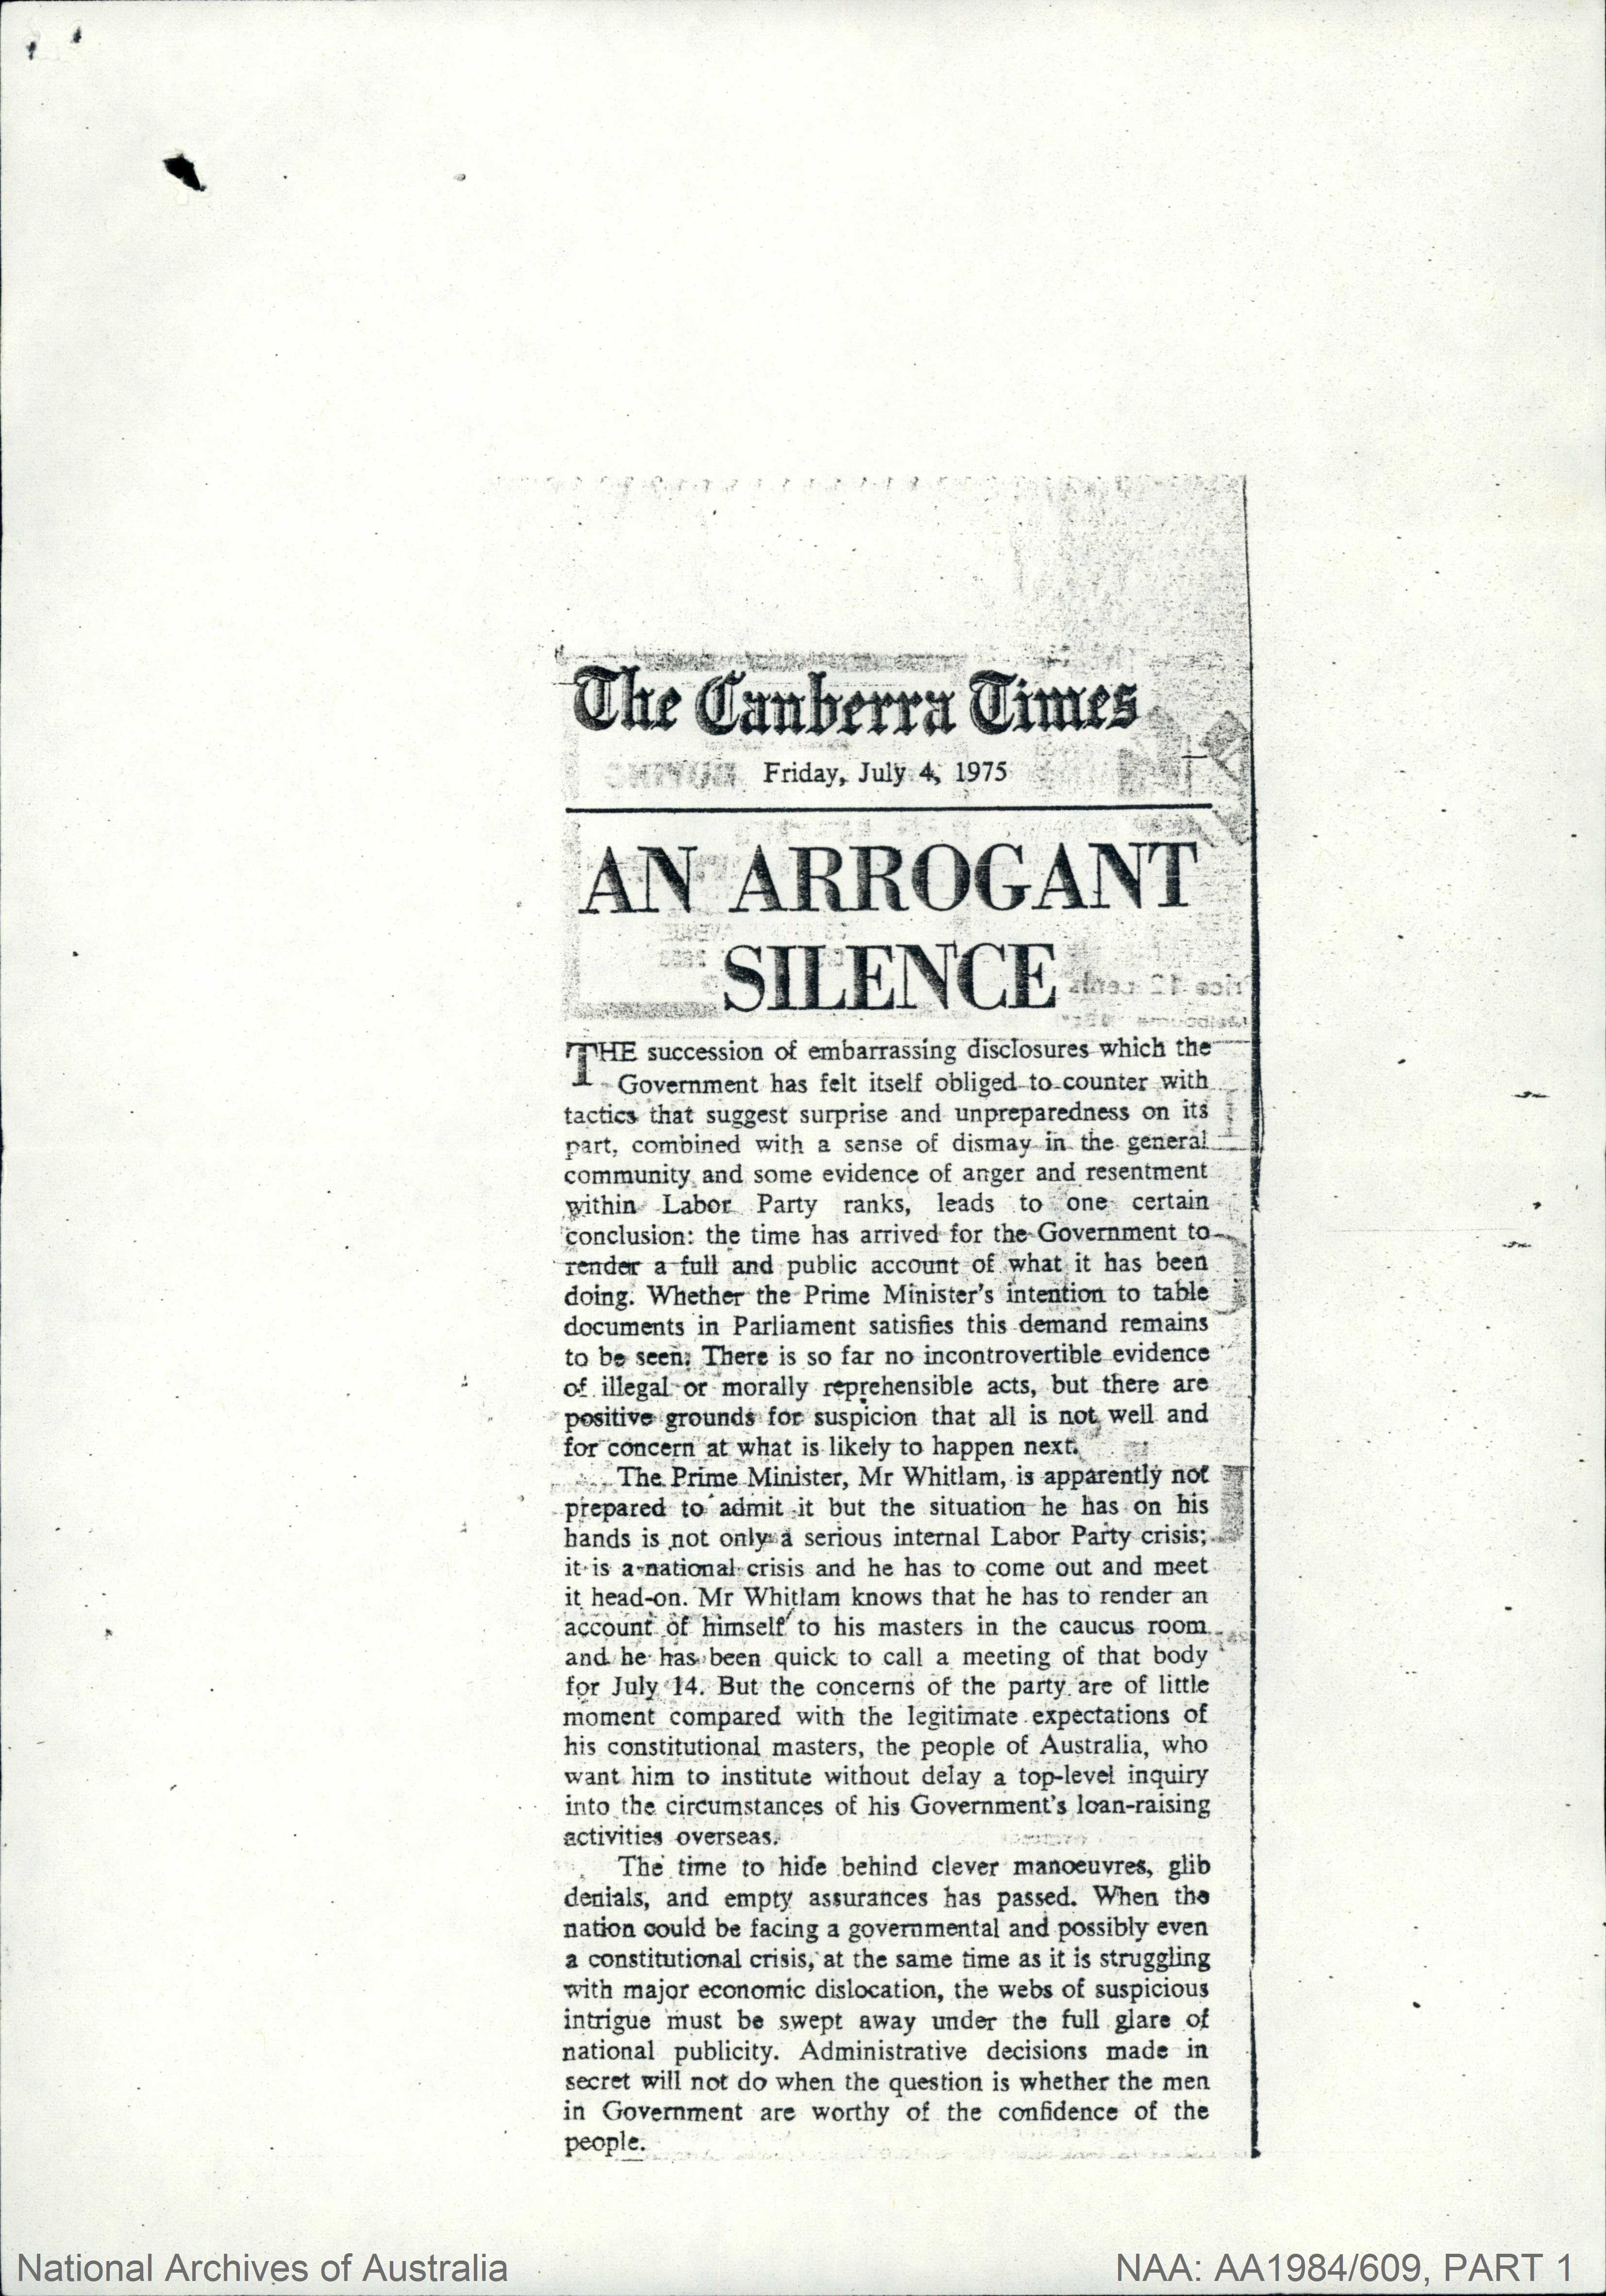 The Canberra Times
Friday, July 4, 1975
AN ARROGANT
SILENCE
THE succession of embarrassing disclosures which the
Government has felt itself obliged to counter with
tactics that suggest surprise and unpreparedness on its
part, combined with a sense of dismay in the general
community and some evidence of anger and resentment
within Labor Party ranks, leads to one certain
conclusion: the time has arrived for the Government to
render a full and public account of what it has been
doing. Whether the Prime Minister's intention to table
documents in Parliament satisfies this demand remains
to be seen. There is so far no incontrovertible evidence
of illegal or morally reprehensible acts, but there are
positive grounds for suspicion that all is not well and
for concern at what is likely to happen next.
The Prime Minister, Mr Whitlam, is apparently not
prepared to admit it but the situation he has on his
hands is not only a serious internal Labor Party crisis;
it is a national crisis and he has to come out and meet
it head-on. Mr Whitlam knows that he has to render an
account of himself to his masters in the caucus room
and he has been quick to call a meeting of that body
for July 14. But the concerns of the party are of little
moment compared with the legitimate expectations of
his constitutional masters, the people of Australia, who
want him to institute without delay a top-level inquiry
into the circumstances of his Government's loan-raising
activities overseas.
The time to hide behind clever manoeuvres, glib
denials, and empty assurances has passed. When the
nation could be facing a governmental and possibly even
a constitutional crisis, at the same time as it is struggling
with major economic dislocation, the webs of suspicious
intrigue must be swept away under the full glare of
national publicity. Administrative decisions made in
secret will not do when the question is whether the men
in Government are worthy of the confidence of the
people.
National Archives of Australia
NAA: AA1984/609, PART 1